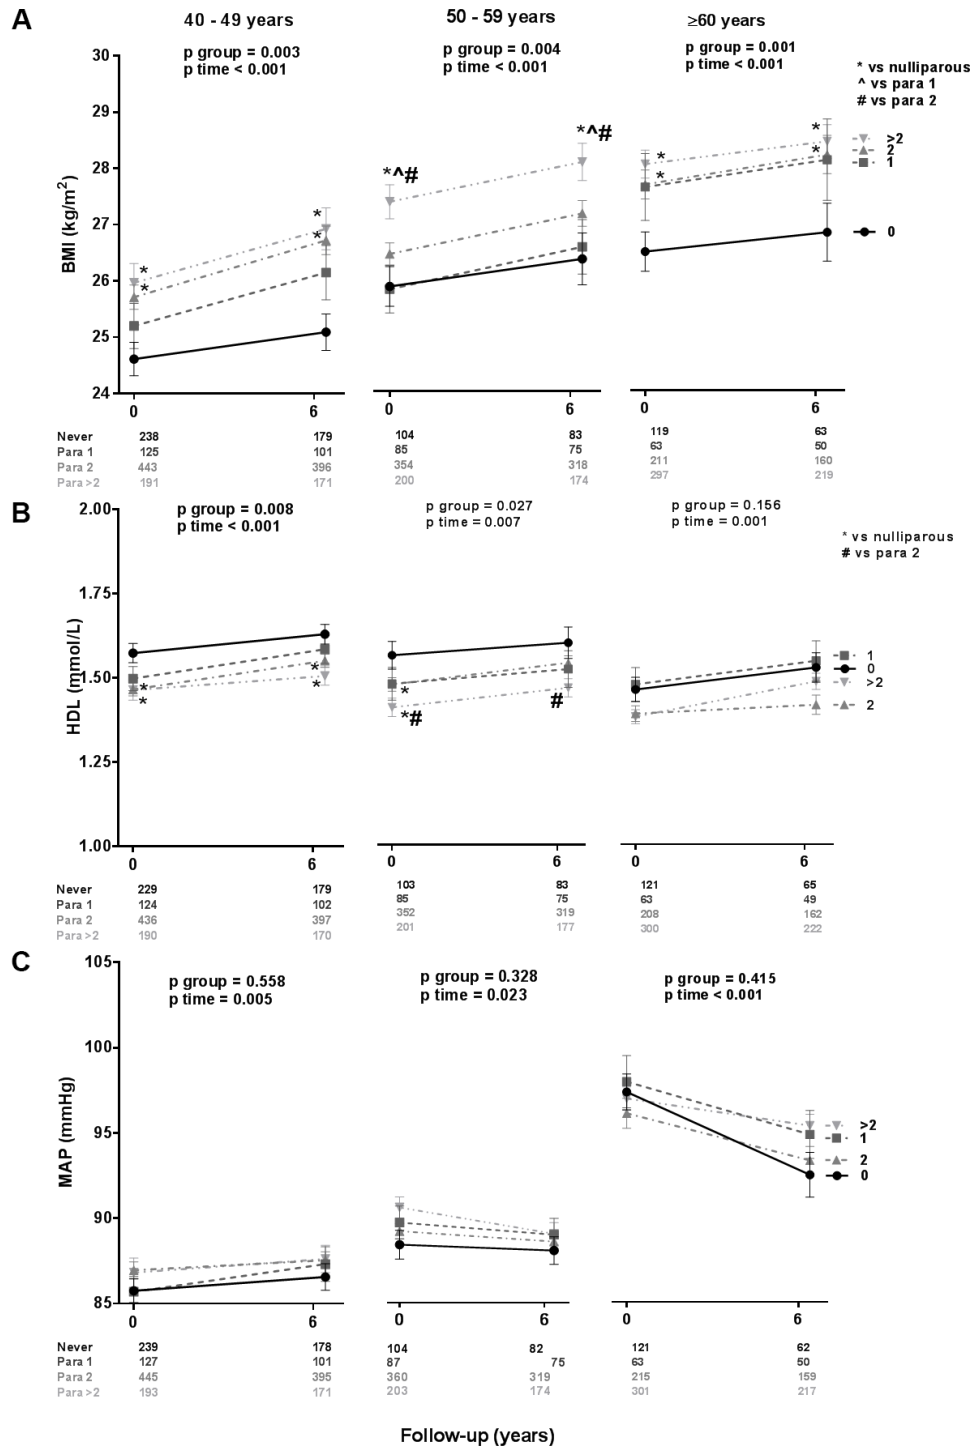 A
40 - 49 years
50 - 59 years
≥60 years
p group = 0.003
p time < 0.001
p group = 0.004
p time < 0.001
p group = 0.001
p time < 0.001
* vs nulliparous
^ vs para 1
# vs para 2
BMI (kg/m²)
30
29
28
27
26
25
24
* * * *
*^# *^#
* * * *
>2
2
1
0
0 6 0 6 0 6
Never 238 179 104 83 119 63
Para 1 125 101 85 75 63 50
Para 2 443 396 354 318 211 160
Para >2 191 171 200 174 297 219
B
p group = 0.008
p time < 0.001
p group = 0.027
p time = 0.007
p group = 0.156
p time = 0.001
* vs nulliparous
# vs para 2
HDL (mmol/L)
2.00
1.75
1.50
1.25
1.00
* * * *
* *# #
1
0
>2
2
0 6 0 6 0 6
Never 229 179 103 83 121 65
Para 1 124 102 85 75 63 49
Para 2 436 397 352 319 208 162
Para >2 190 170 201 177 300 222
C
p group = 0.558
p time = 0.005
p group = 0.328
p time = 0.023
p group = 0.415
p time < 0.001
MAP (mmHg)
105
100
95
90
85
>2
1
2
0
0 6 0 6 0 6
Never 239 178 104 82 121 62
Para 1 127 101 87 75 63 50
Para 2 445 395 360 319 215 159
Para >2 193 171 203 174 301 217
Follow-up (years)